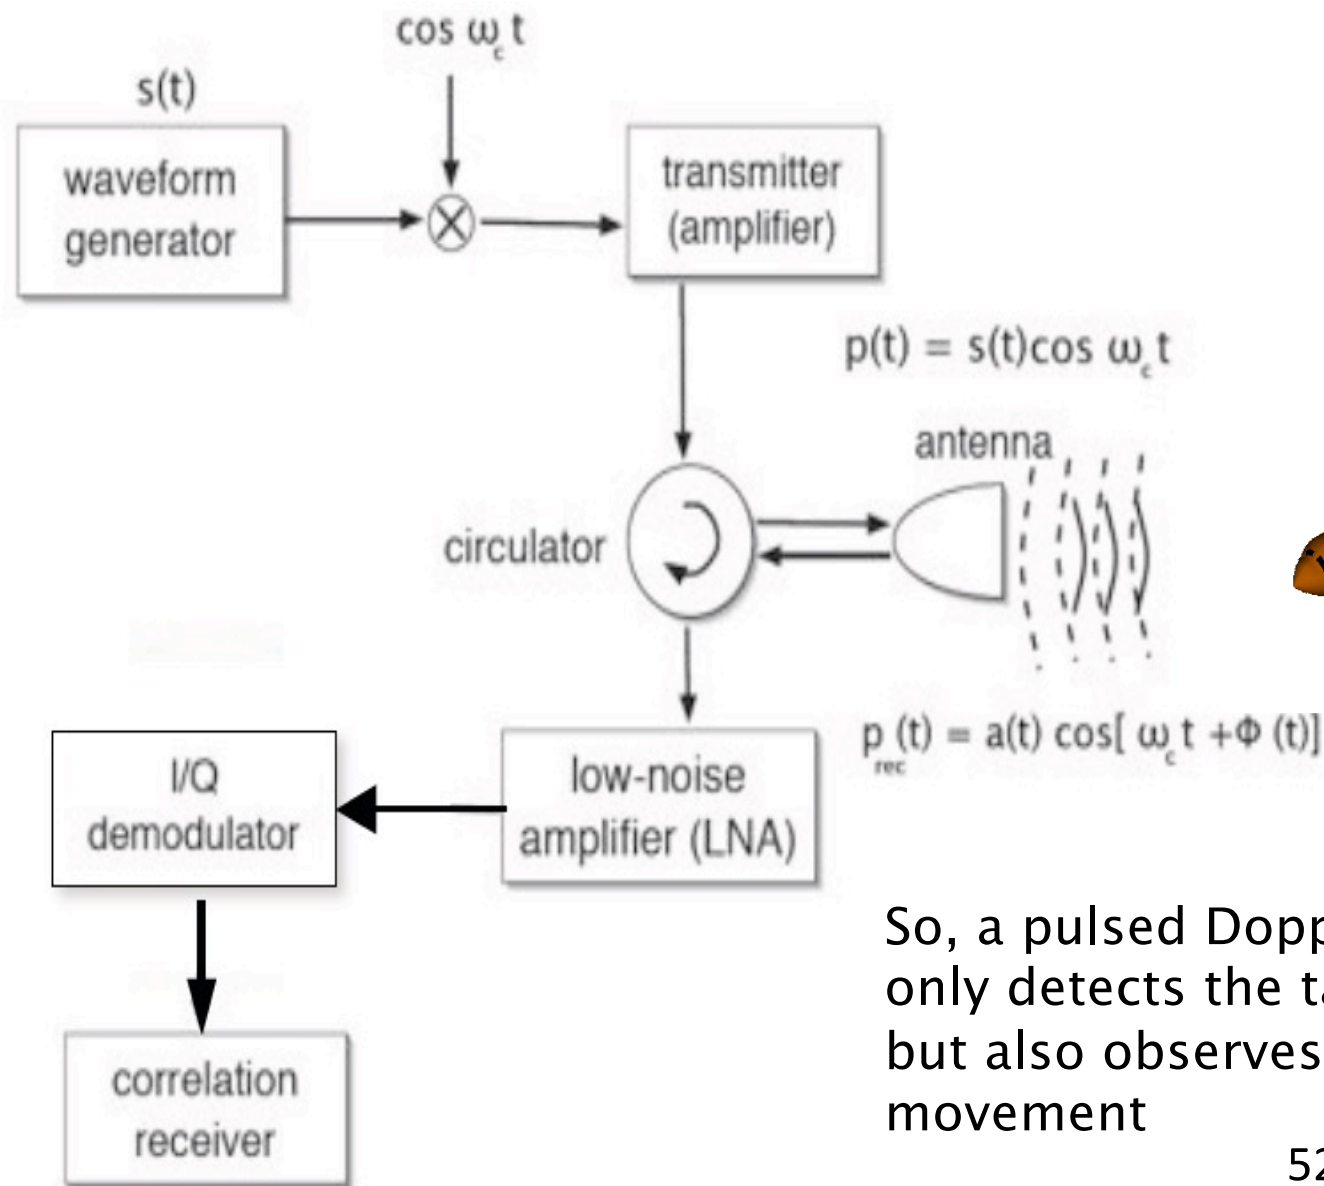 cos ω_c t
s(t)
waveform
generator
transmitter
(amplifier)
p(t) = s(t)cos ω_c t
antenna
circulator
p_rec(t) = a(t) cos[ ω_c t +Φ (t)]
I/Q
demodulator
low-noise
amplifier (LNA)
So, a pulsed Dopp
only detects the ta
but also observes
movement
correlation
receiver
52